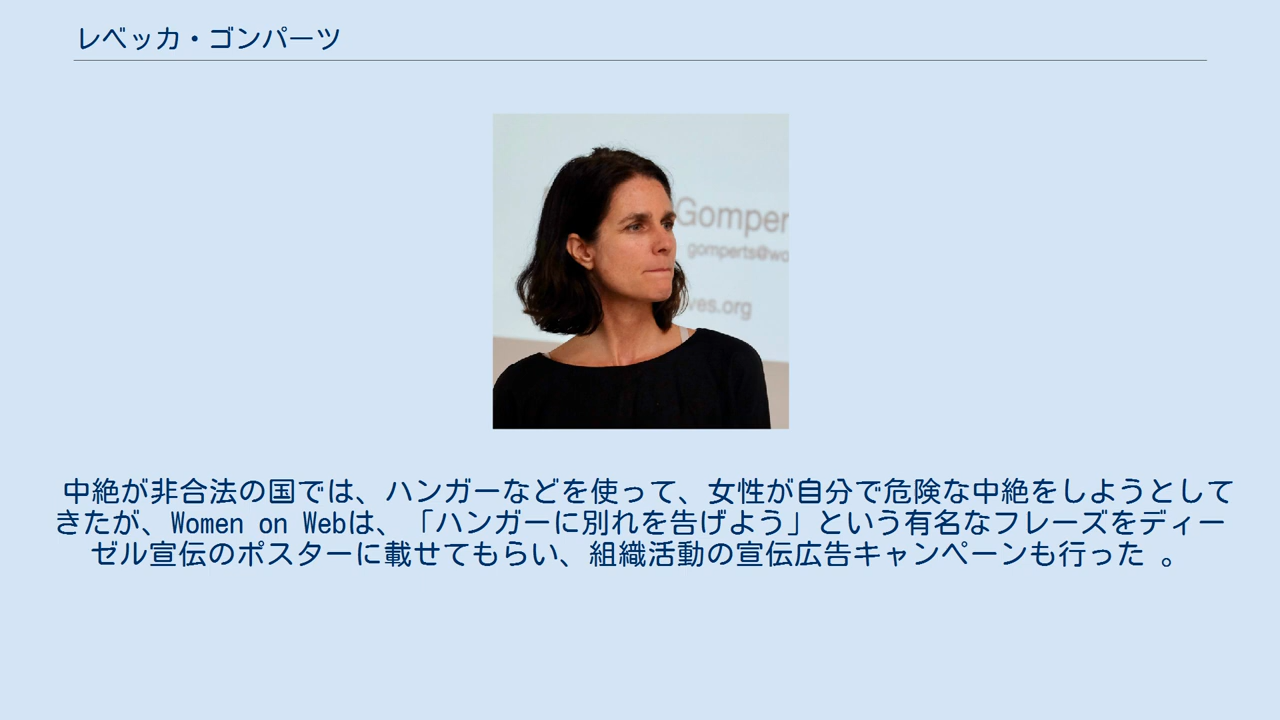 レベッカ・ゴンパーツ
Gomper
gomperts@wo
ves.org
中絶が非合法の国では、ハンガーなどを使って、女性が自分で危険な中絶をしようとして
きたが、Women on Webは、「ハンガーに別れを告げよう」という有名なフレーズをディー
ゼル宣伝のポスターに載せてもらい、組織活動の宣伝広告キャンペーンも行った 。